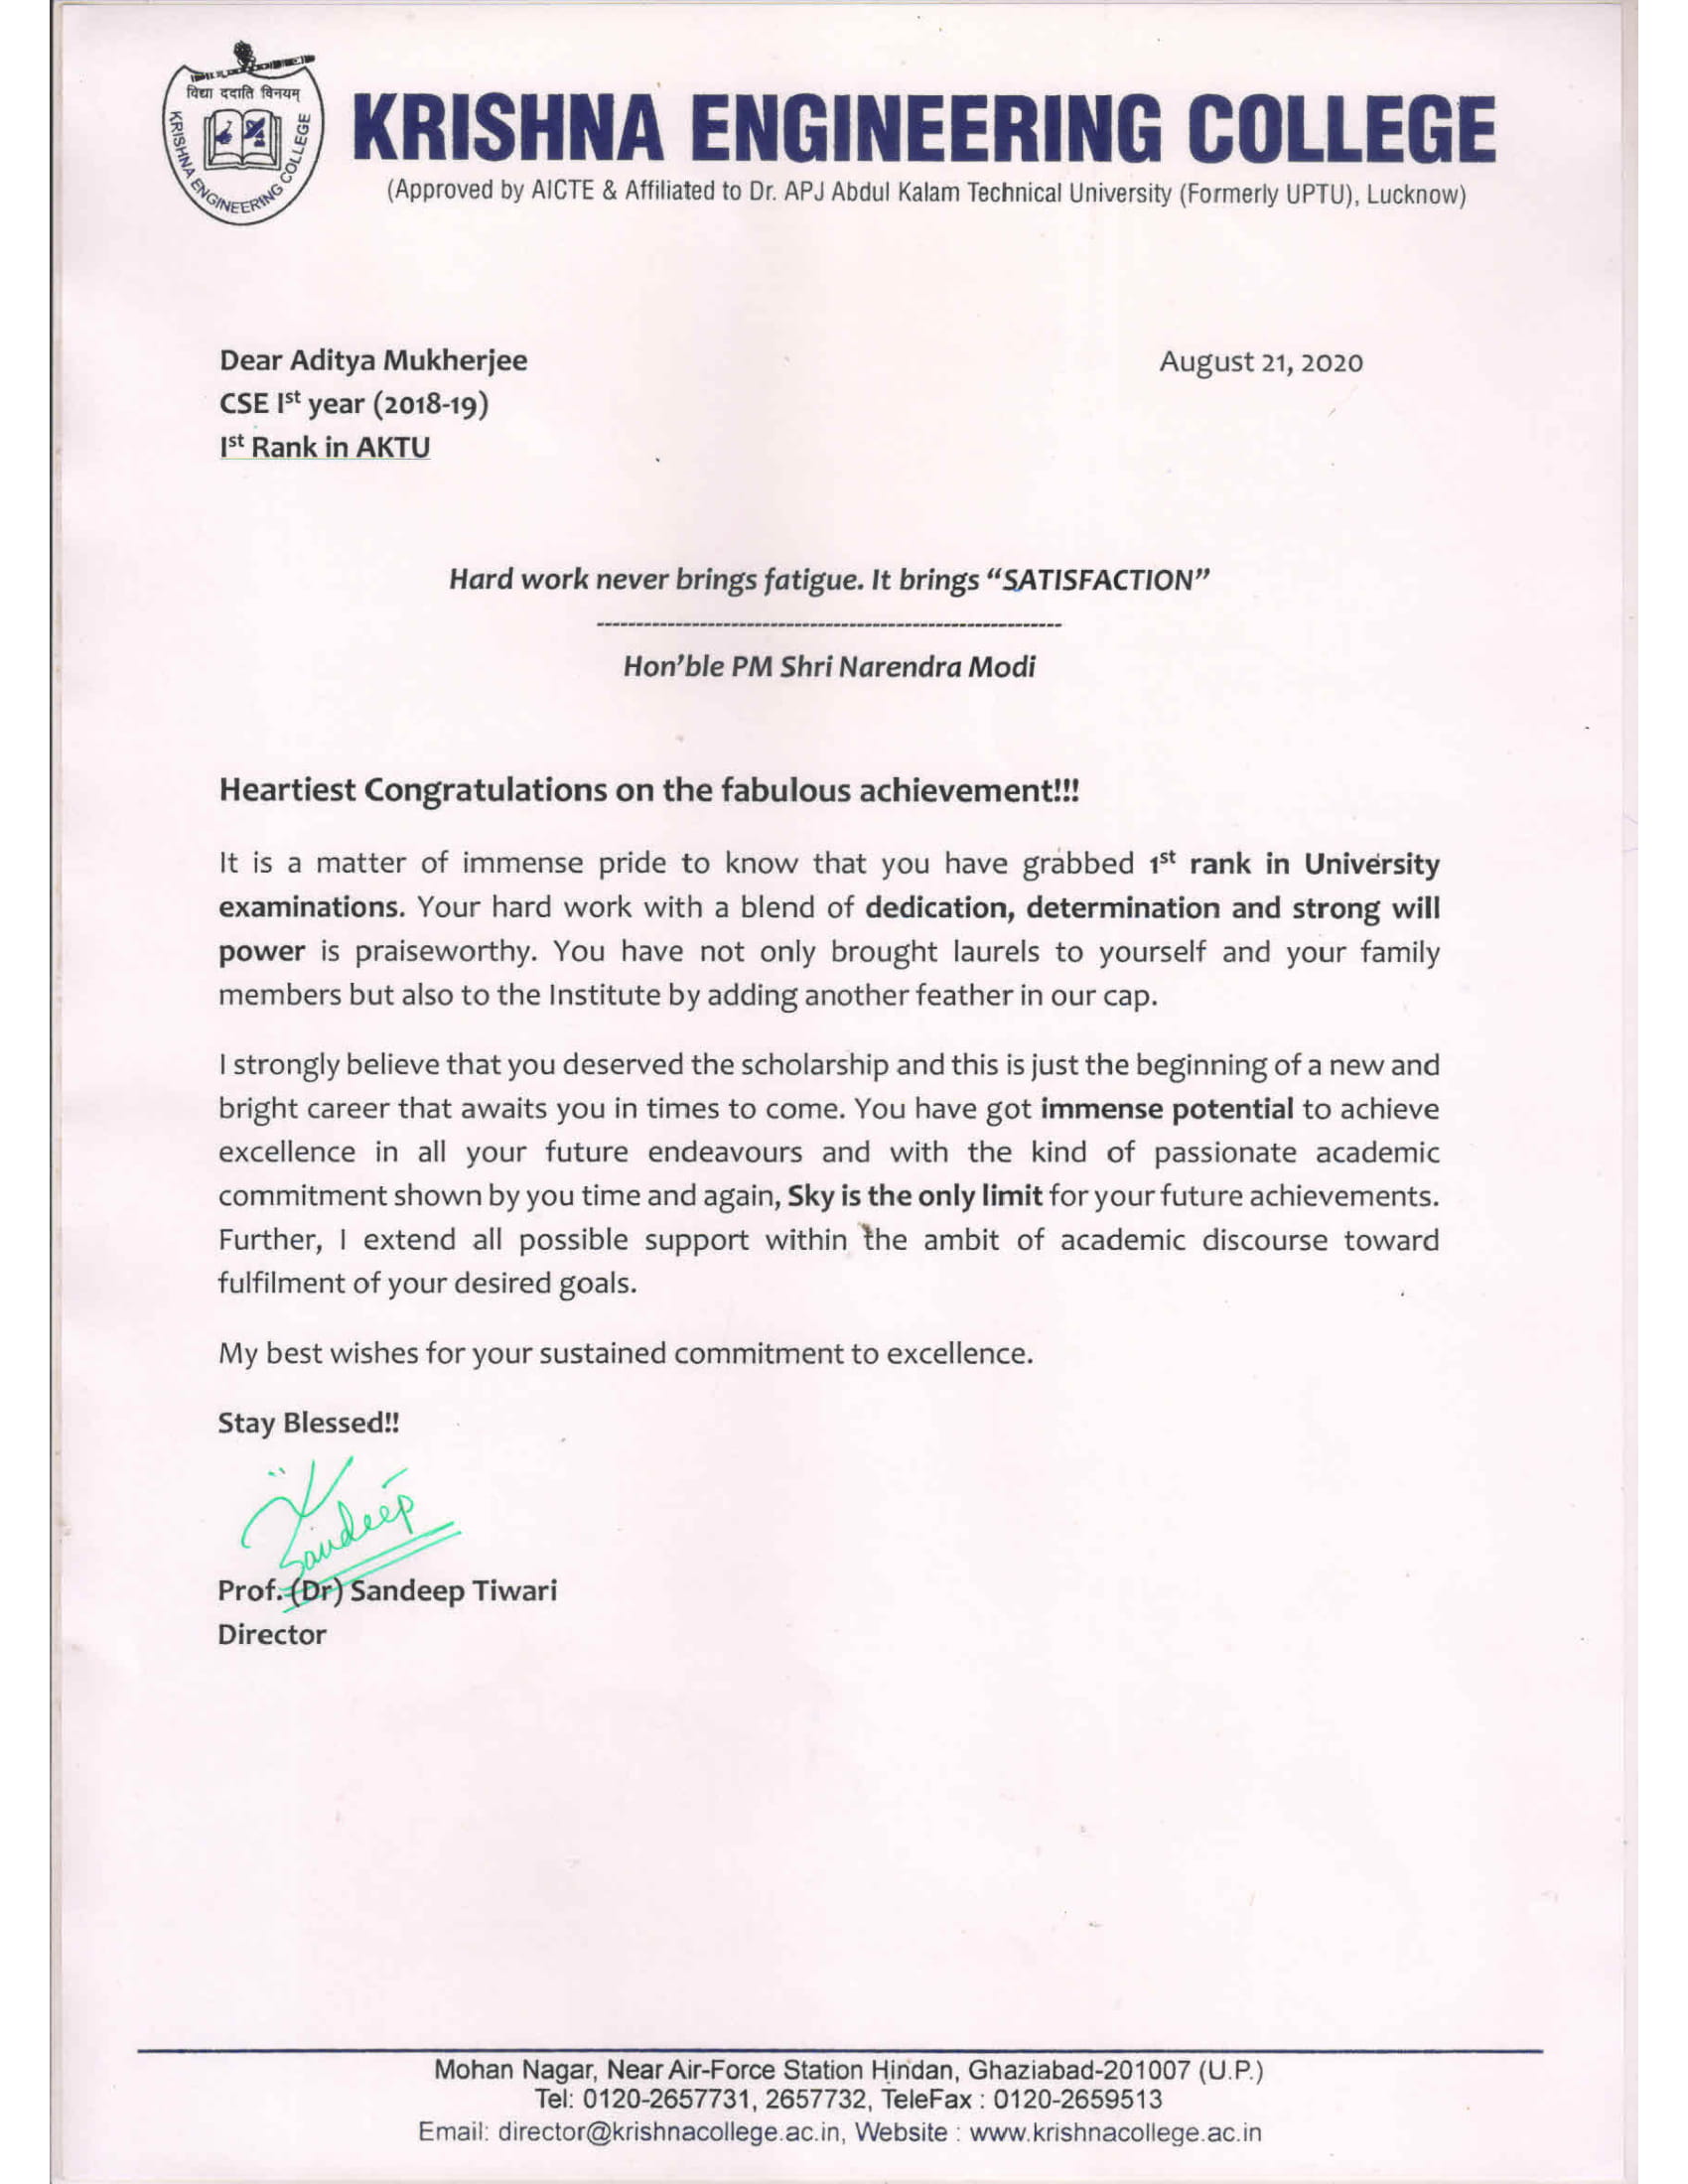 विद्या ददाति विनयम्
KRISHNA ENGINEERING COLLEGE
KRISHNA ENGINEERING COLLEGE
(Approved by AICTE & Affiliated to Dr. APJ Abdul Kalam Technical University (Formerly UPTU), Lucknow)
Dear Aditya Mukherjee
August 21, 2020
CSE Ist year (2018-19)
Ist Rank in AKTU
Hard work never brings fatigue. It brings “SATISFACTION”
Hon’ble PM Shri Narendra Modi
Heartiest Congratulations on the fabulous achievement!!!
It is a matter of immense pride to know that you have grabbed 1st rank in University
examinations. Your hard work with a blend of dedication, determination and strong will
power is praiseworthy. You have not only brought laurels to yourself and your family
members but also to the Institute by adding another feather in our cap.
I strongly believe that you deserved the scholarship and this is just the beginning of a new and
bright career that awaits you in times to come. You have got immense potential to achieve
excellence in all your future endeavours and with the kind of passionate academic
commitment shown by you time and again, Sky is the only limit for your future achievements.
Further, I extend all possible support within the ambit of academic discourse toward
fulfilment of your desired goals.
My best wishes for your sustained commitment to excellence.
Stay Blessed!!
Sandeep
Prof. (Dr) Sandeep Tiwari
Director
Mohan Nagar, Near Air-Force Station Hindan, Ghaziabad-201007 (U.P.)
Tel: 0120-2657731, 2657732, TeleFax : 0120-2659513
Email: director@krishnacollege.ac.in, Website : www.krishnacollege.ac.in